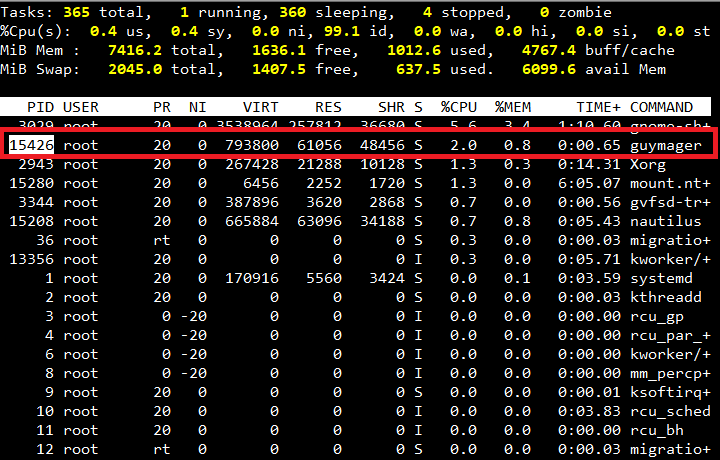 Tasks: 365 total,   1 running, 360 sleeping,   4 stopped,   0 zombie
%Cpu(s):  0.4 us,  0.4 sy,  0.0 ni, 99.1 id,  0.0 wa,  0.0 hi,  0.0 si,  0.0 st
MiB Mem :   7416.2 total,   1636.1 free,   1012.6 used,   4767.4 buff/cache
MiB Swap:   2045.0 total,   1407.5 free,    637.5 used.   6099.6 avail Mem
PID USER      PR  NI    VIRT    RES    SHR S  %CPU  %MEM     TIME+ COMMAND
3029 root      20   0 3538964 257812  36680 S   5.6   3.4   1:10.60 gnome-sh+
15426 root      20   0  793800  61056  48456 S   2.0   0.8   0:00.65 guymager
2943 root      20   0  267428  21288  10128 S   1.3   0.3   0:14.31 Xorg
15280 root      20   0    6456   2252   1720 S   1.3   0.0   6:05.07 mount.nt+
3344 root      20   0  387896   3620   2868 S   0.7   0.0   0:00.56 gvfsd-tr+
15208 root      20   0  665884  63096  34188 S   0.7   0.8   0:05.43 nautilus
36 root      rt   0       0      0      0 S   0.3   0.0   0:00.03 migratio+
13356 root      20   0       0      0      0 I   0.3   0.0   0:05.71 kworker/+
1 root      20   0  170916   5560   3424 S   0.0   0.1   0:03.59 systemd
2 root      20   0       0      0      0 S   0.0   0.0   0:00.03 kthreadd
3 root       0 -20       0      0      0 I   0.0   0.0   0:00.00 rcu_gp
4 root       0 -20       0      0      0 I   0.0   0.0   0:00.00 rcu_par_+
6 root       0 -20       0      0      0 I   0.0   0.0   0:00.00 kworker/+
8 root       0 -20       0      0      0 I   0.0   0.0   0:00.00 mm_percp+
9 root      20   0       0      0      0 S   0.0   0.0   0:00.01 ksoftirq+
10 root      20   0       0      0      0 I   0.0   0.0   0:03.83 rcu_sched
11 root      20   0       0      0      0 I   0.0   0.0   0:00.00 rcu_bh
12 root      rt   0       0      0      0 S   0.0   0.0   0:00.03 migratio+